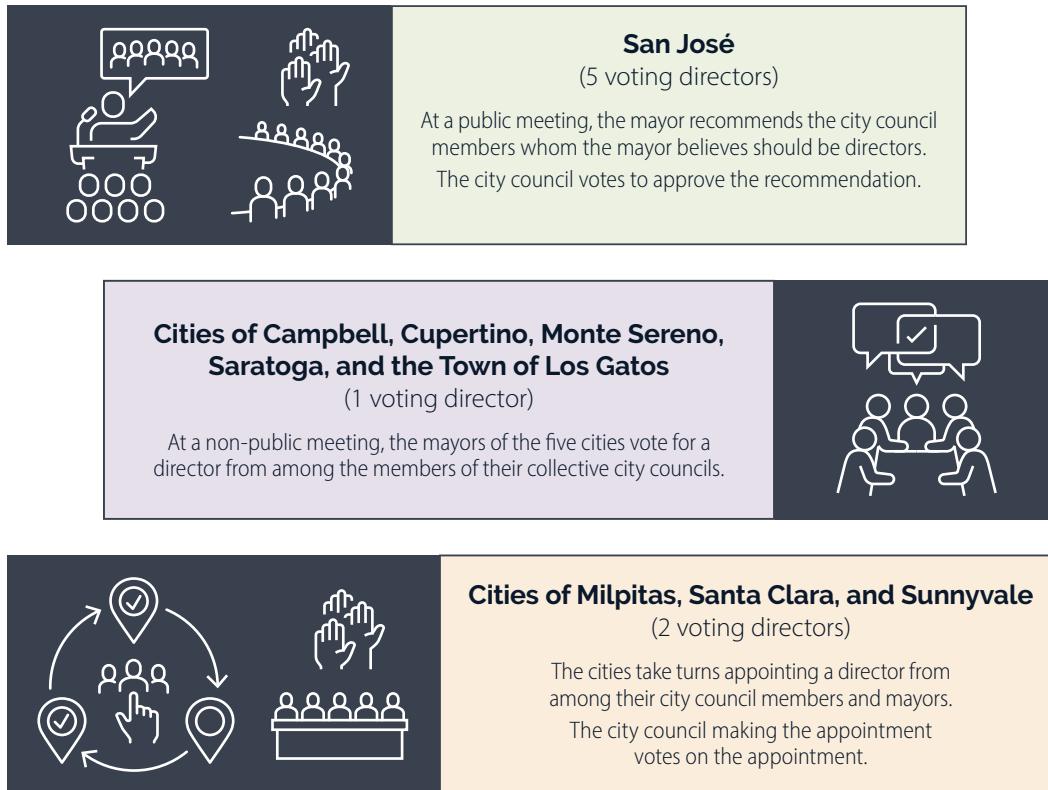 San José
(5 voting directors)
At a public meeting, the mayor recommends the city council
members whom the mayor believes should be directors.
The city council votes to approve the recommendation.
Cities of Campbell, Cupertino, Monte Sereno,
Saratoga, and the Town of Los Gatos
(1 voting director)
At a non-public meeting, the mayors of the five cities vote for a
director from among the members of their collective city councils.
Cities of Milpitas, Santa Clara, and Sunnyvale
(2 voting directors)
The cities take turns appointing a director from
among their city council members and mayors.
The city council making the appointment
votes on the appointment.